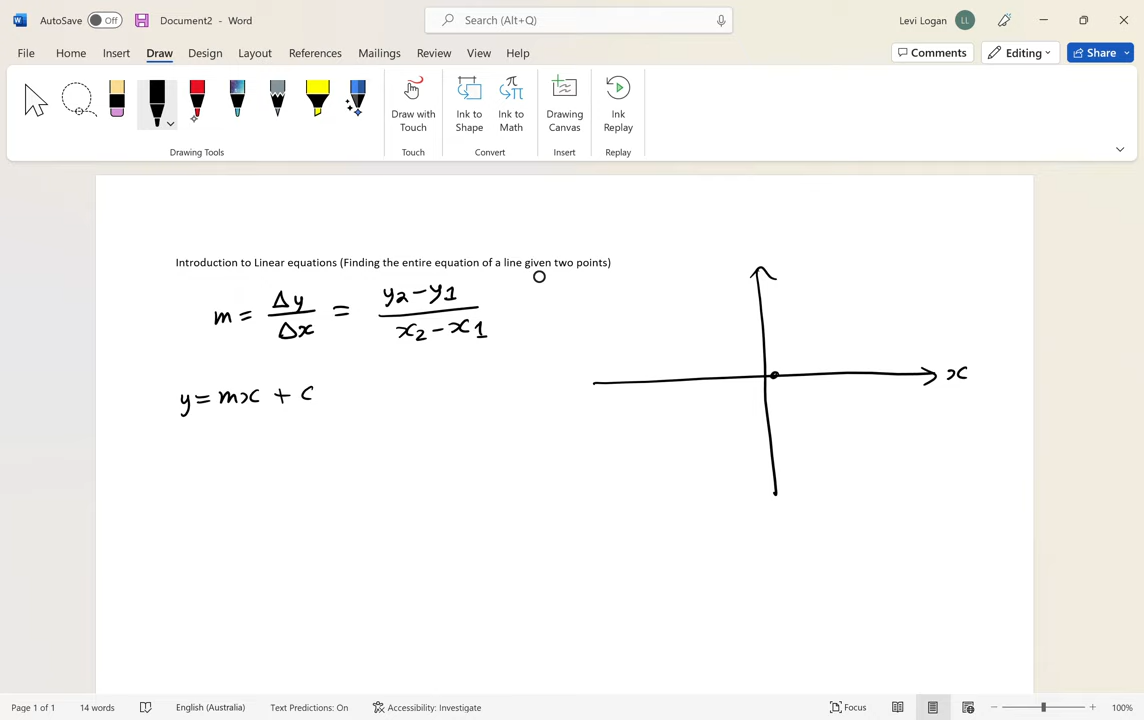 AutoSave Off Document2 - Word Search (Alt+Q) Levi Logan LL
File Home Insert Draw Design Layout References Mailings Review View Help Comments Editing Share
Draw with Touch
Ink to Shape
Ink to Math
Drawing Canvas
Ink Replay
Drawing Tools Touch Convert Insert Replay
Introduction to Linear equations (Finding the entire equation of a line given two points)
m = Δy/Δx = y₂-y₁/x₂-x₁
x
y = mx + c
Page 1 of 1 14 words English (Australia) Text Predictions: On Accessibility: Investigate Focus 100%